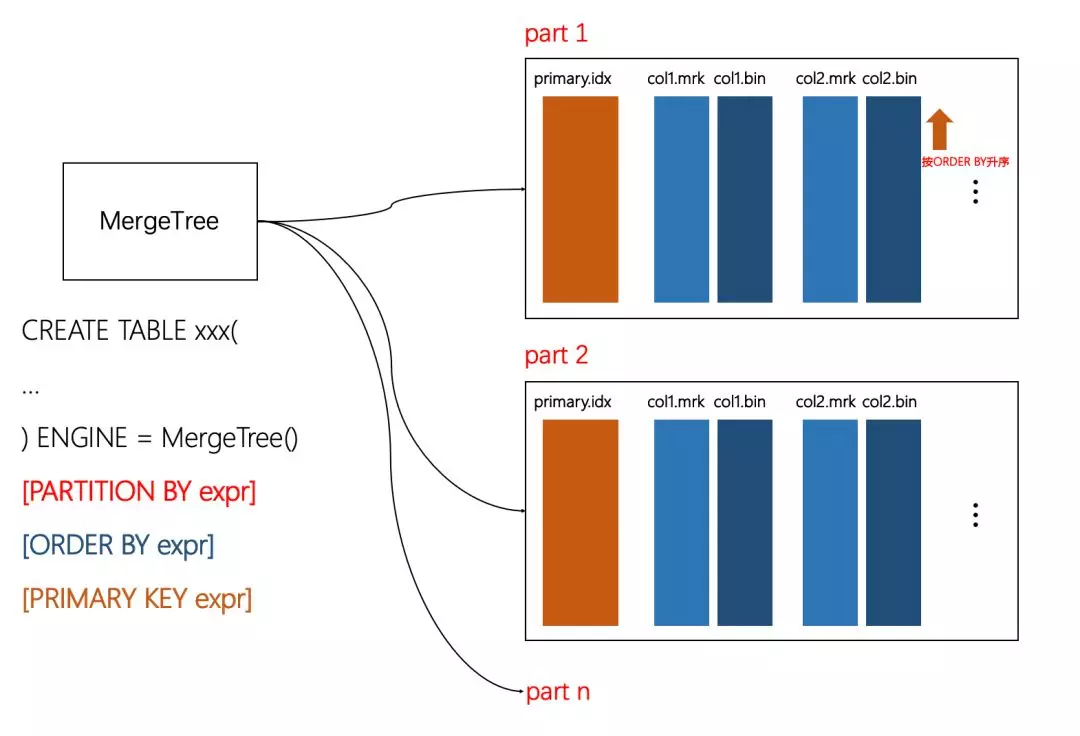 part 1
primary.idx col1.mrk col1.bin col2.mrk col2.bin
按ORDER BY升序
MergeTree
CREATE TABLE xxx(
...
) ENGINE = MergeTree()
[PARTITION BY expr]
[ORDER BY expr]
[PRIMARY KEY expr]
part 2
primary.idx col1.mrk col1.bin col2.mrk col2.bin
part n